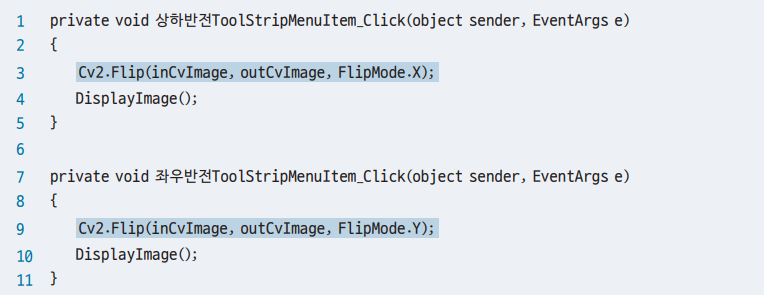 1 private void 상하반전ToolStripMenuItem_Click(object sender, EventArgs e)
2 {
3 Cv2.Flip(inCvImage, outCvImage, FlipMode.X);
4 DisplayImage();
5 }
6
7 private void 좌우반전ToolStripMenuItem_Click(object sender, EventArgs e)
8 {
9 Cv2.Flip(inCvImage, outCvImage, FlipMode.Y);
10 DisplayImage();
11 }